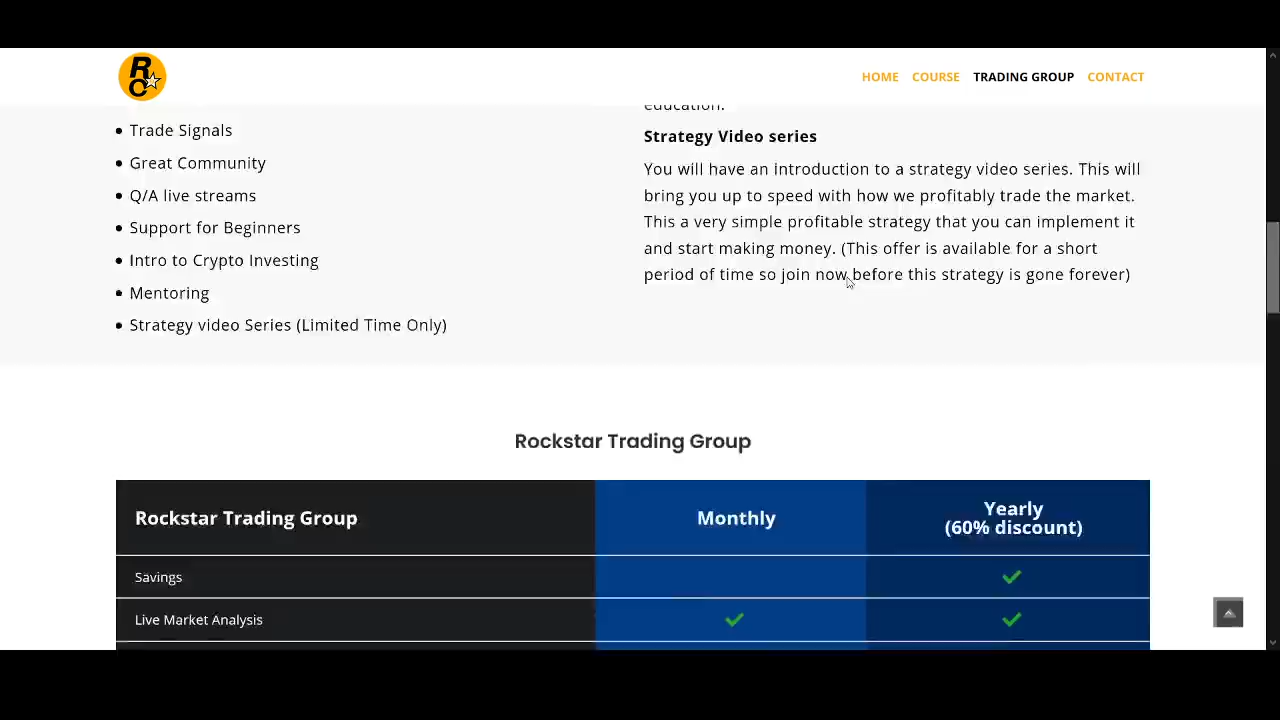 RC
HOME COURSE TRADING GROUP CONTACT
Trade Signals
Great Community
Q/A live streams
Support for Beginners
Intro to Crypto Investing
Mentoring
Strategy video Series (Limited Time Only)
education.
Strategy Video series
You will have an introduction to a strategy video series. This will
bring you up to speed with how we profitably trade the market.
This a very simple profitable strategy that you can implement it
and start making money. (This offer is available for a short
period of time so join now before this strategy is gone forever)
Rockstar Trading Group
Rockstar Trading Group Monthly Yearly
(60% discount)
Savings
Live Market Analysis